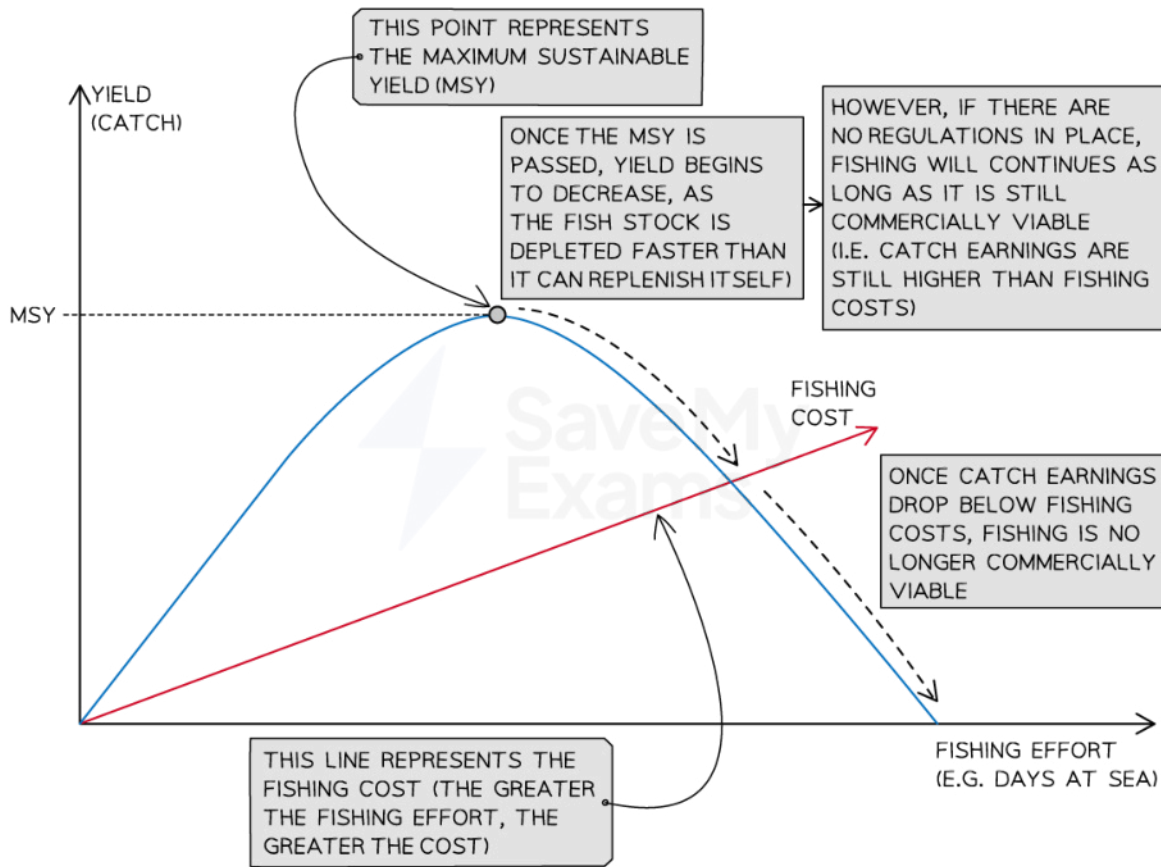 THIS POINT REPRESENTS
THE MAXIMUM SUSTAINABLE
YIELD (MSY)
YIELD
(CATCH)
ONCE THE MSY IS
PASSED, YIELD BEGINS
TO DECREASE, AS
THE FISH STOCK IS
DEPLETED FASTER THAN
IT CAN REPLENISH ITSELF)
HOWEVER, IF THERE ARE
NO REGULATIONS IN PLACE,
FISHING WILL CONTINUES AS
LONG AS IT IS STILL
COMMERCIALLY VIABLE
(I.E. CATCH EARNINGS ARE
STILL HIGHER THAN FISHING
COSTS)
MSY
FISHING
COST
SaveMy
Exams
ONCE CATCH EARNINGS
DROP BELOW FISHING
COSTS, FISHING IS NO
LONGER COMMERCIALLY
VIABLE
THIS LINE REPRESENTS THE
FISHING COST (THE GREATER
THE FISHING EFFORT, THE
GREATER THE COST)
FISHING EFFORT
(E.G. DAYS AT SEA)